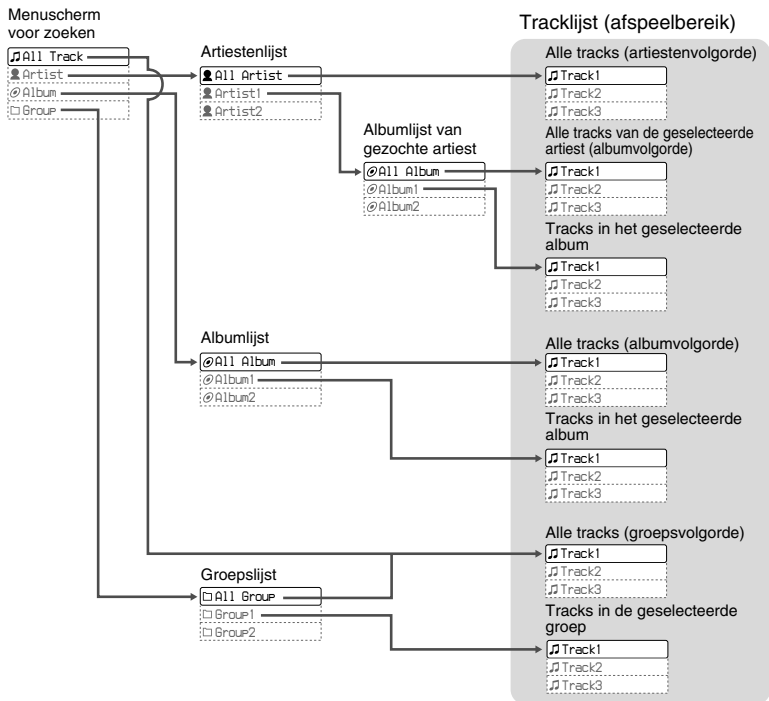 Menuscherm
voor zoeken
All Track
Artist
Album
Group
Artiestenlijst
All Artist
Artist1
Artist2
Albumlijst van
gezochte artiest
All Album
Album1
Album2
Albumlijst
All Album
Album1
Album2
Groepslijst
All Group
Group1
Group2
Tracklijst (afspeelbereik)
Alle tracks (artiestenvolgorde)
Track1
Track2
Track3
Alle tracks van de geselecteerde
artiest (albumvolgorde)
Track1
Track2
Track3
Tracks in het geselecteerde
album
Track1
Track2
Track3
Alle tracks (albumvolgorde)
Track1
Track2
Track3
Tracks in het geselecteerde
album
Track1
Track2
Track3
Alle tracks (groepsvolgorde)
Track1
Track2
Track3
Tracks in de geselecteerde
groep
Track1
Track2
Track3